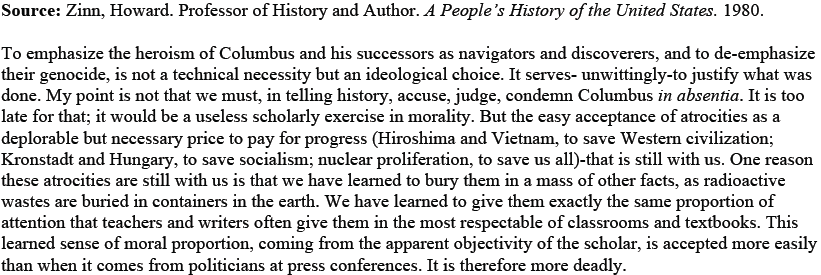 Source: Zinn, Howard. Professor of History and Author. A People's History of the United States. 1980.
To emphasize the heroism of Columbus and his successors as navigators and discoverers, and to de-emphasize
their genocide, is not a technical necessity but an ideological choice. It serves- unwittingly-to justify what was
done. My point is not that we must, in telling history, accuse, judge, condemn Columbus in absentia. It is too
late for that; it would be a useless scholarly exercise in morality. But the easy acceptance of atrocities as a
deplorable but necessary price to pay for progress (Hiroshima and Vietnam, to save Western civilization;
Kronstadt and Hungary, to save socialism; nuclear proliferation, to save us all)-that is still with us. One reason
these atrocities are still with us is that we have learned to bury them in a mass of other facts, as radioactive
wastes are buried in containers in the earth. We have learned to give them exactly the same proportion of
attention that teachers and writers often give them in the most respectable of classrooms and textbooks. This
learned sense of moral proportion, coming from the apparent objectivity of the scholar, is accepted more easily
than when it comes from politicians at press conferences. It is therefore more deadly.